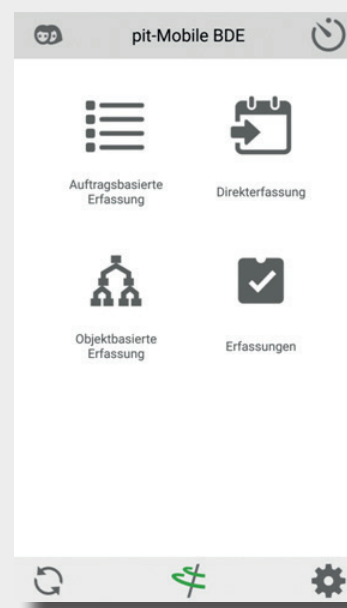 pit-Mobile BDE
Auftragsbasierte
Erfassung
Direkterfassung
Objektbasierte
Erfassung
Erfassungen